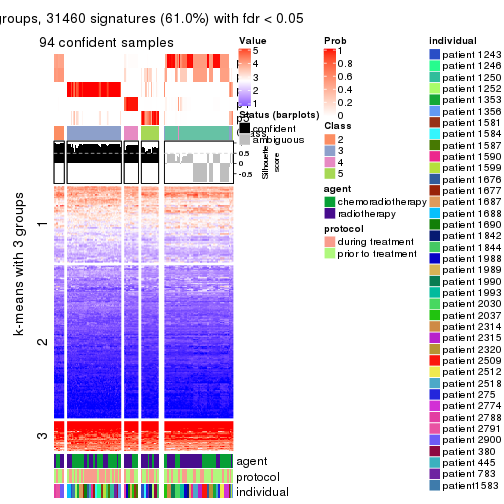 groups, 31460 signatures (61.0%) with fdr < 0.05
94 confident samples
k-means with 3 groups
1
2
3
Value
5
4
3
2
1
Status (barplots)
confident
ambiguous
0.5
0
-0.5
Silhouette
score
agent
protocol
individual
Prob
1
0.8
0.6
0.4
0.2
0
Class
2
3
4
5
agent
chemoradiotherapy
radiotherapy
protocol
during treatment
prior to treatment
individual
patient 1243
patient 1246
patient 1250
patient 1252
patient 1353
patient 1356
patient 1581
patient 1584
patient 1587
patient 1590
patient 1599
patient 1676
patient 1677
patient 1687
patient 1688
patient 1690
patient 1842
patient 1844
patient 1988
patient 1989
patient 1990
patient 1993
patient 2030
patient 2037
patient 2314
patient 2315
patient 2320
patient 2509
patient 2512
patient 2518
patient 275
patient 2774
patient 2788
patient 2791
patient 2900
patient 380
patient 445
patient 783
patient1583